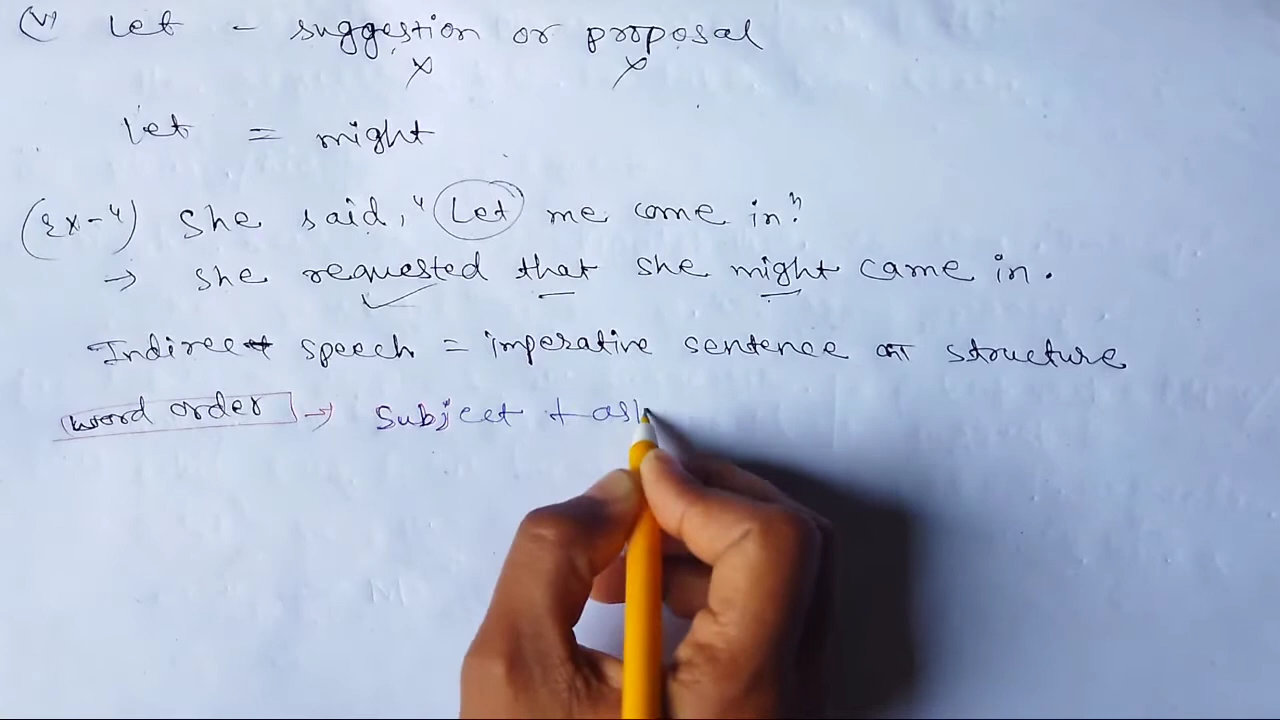 (v) Let - suggestion or proposal
x x
Let = might
(Ex-4) She said, "Let me come in"
→ She requested that she might came in.
Indirect speech = imperative sentence structure
word order → Subject + ask